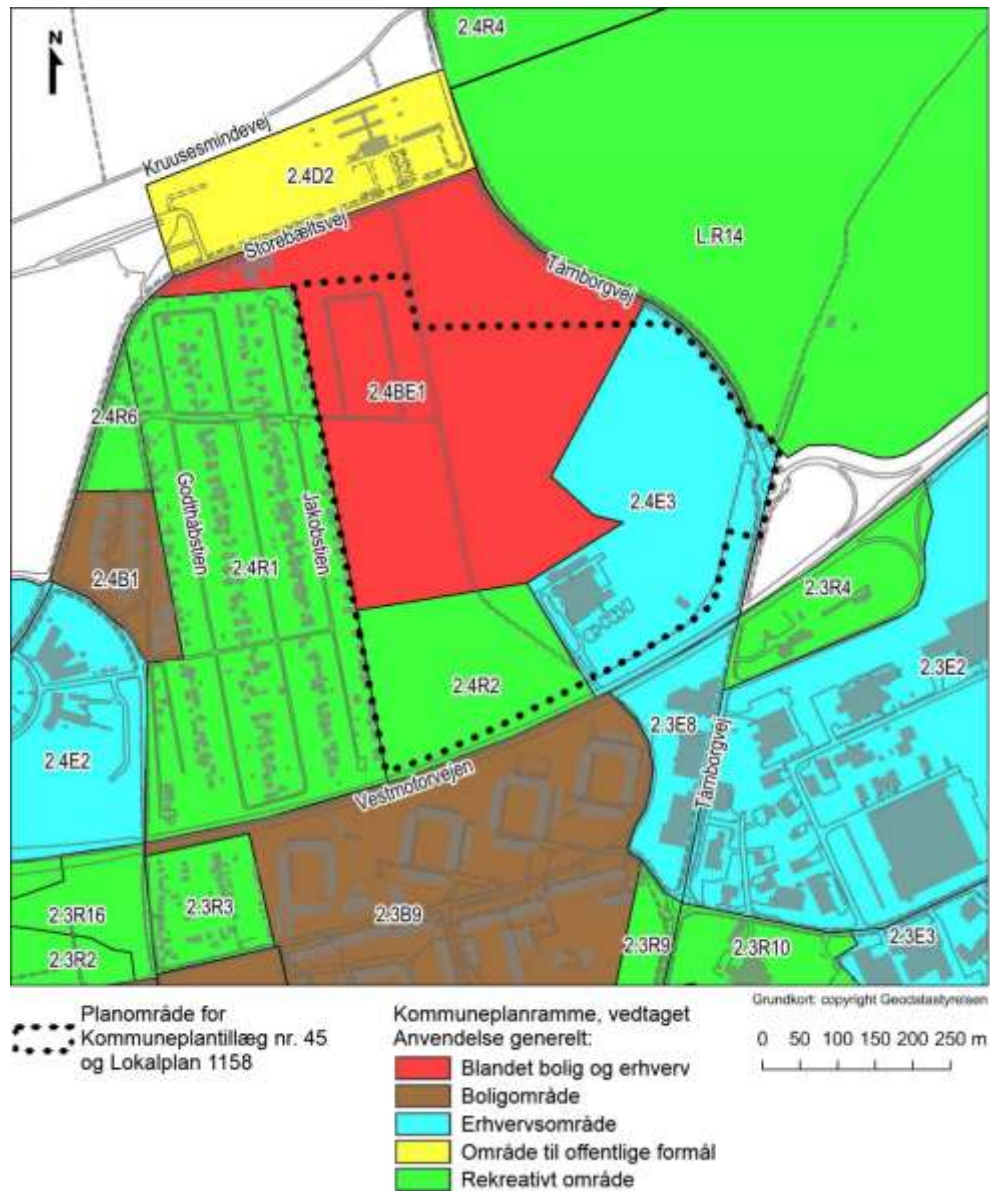 2.4R4
N
Kruusesmindevej
2.4D2
Storebæltsvej
L.R14
Tårnborgvej
2.4BE1
2.4R6
Godthåbstien
Jakobstien
2.4E3
2.4R1
2.4B1
2.3R4
2.4R2
2.3E2
2.3E8
Tårnborgvej
2.4E2
Vestmotorvejen
2.3R3
2.3B9
2.3R16
2.3R2
2.3R9
2.3R10
2.3E3
Grundkort: copyright Geodatastyrelsen
Planområde for
Kommuneplantillæg nr. 45
og Lokalplan 1158
Kommuneplanramme, vedtaget
Anvendelse generelt:
Blandet bolig og erhverv
Boligområde
Erhvervsområde
Område til offentlige formål
Rekreativt område
0 50 100 150 200 250 m